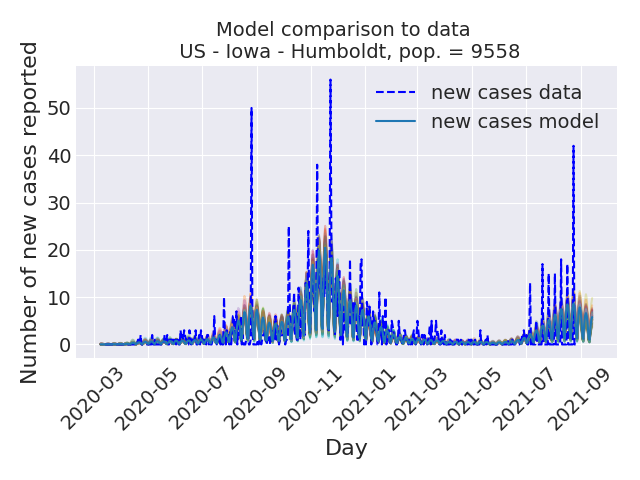 Model comparison to data
US - Iowa - Humboldt, pop. = 9558
Number of new cases reported
50
40
30
20
10
0
new cases data
new cases model
2020-03
2020-05
2020-07
2020-09
2020-11
2021-01
2021-03
2021-05
2021-07
2021-09
Day